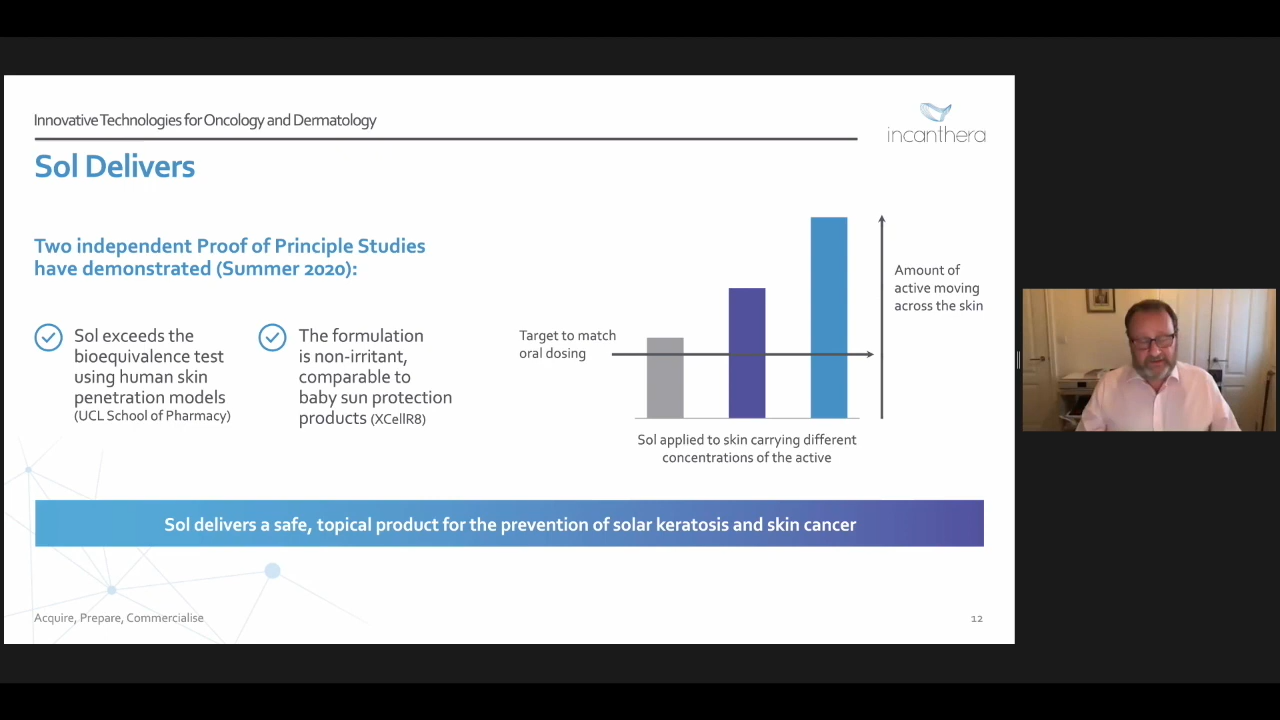 Innovative Technologies for Oncology and Dermatology
incanthera
Sol Delivers
Two independent Proof of Principle Studies
have demonstrated (Summer 2020):
Sol exceeds the
bioequivalence test
using human skin
penetration models
(UCL School of Pharmacy)
The formulation
is non-irritant,
comparable to
baby sun protection
products (XCellR8)
Target to match
oral dosing
Amount of
active moving
across the skin
Sol applied to skin carrying different
concentrations of the active
Sol delivers a safe, topical product for the prevention of solar keratosis and skin cancer
Acquire, Prepare, Commercialise
12